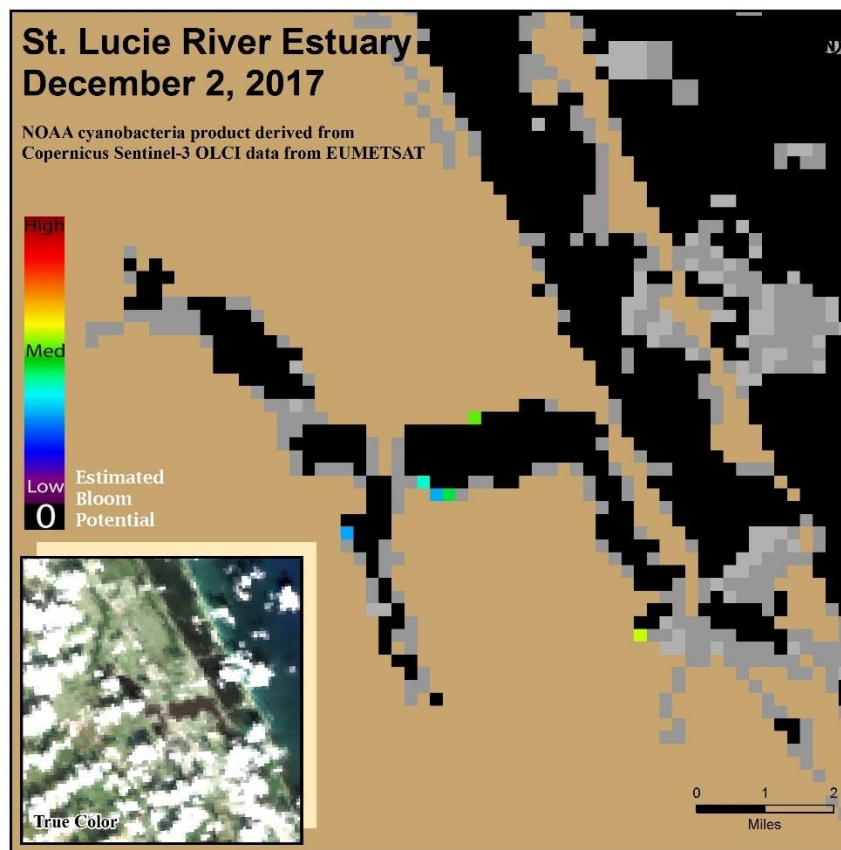 St. Lucie River Estuary
December 2, 2017
NOAA cyanobacteria product derived from
Copernicus Sentinel-3 OLCI data from EUMETSAT
High
Med
Low
0
Estimated
Bloom
Potential
True Color
0 1 2
Miles